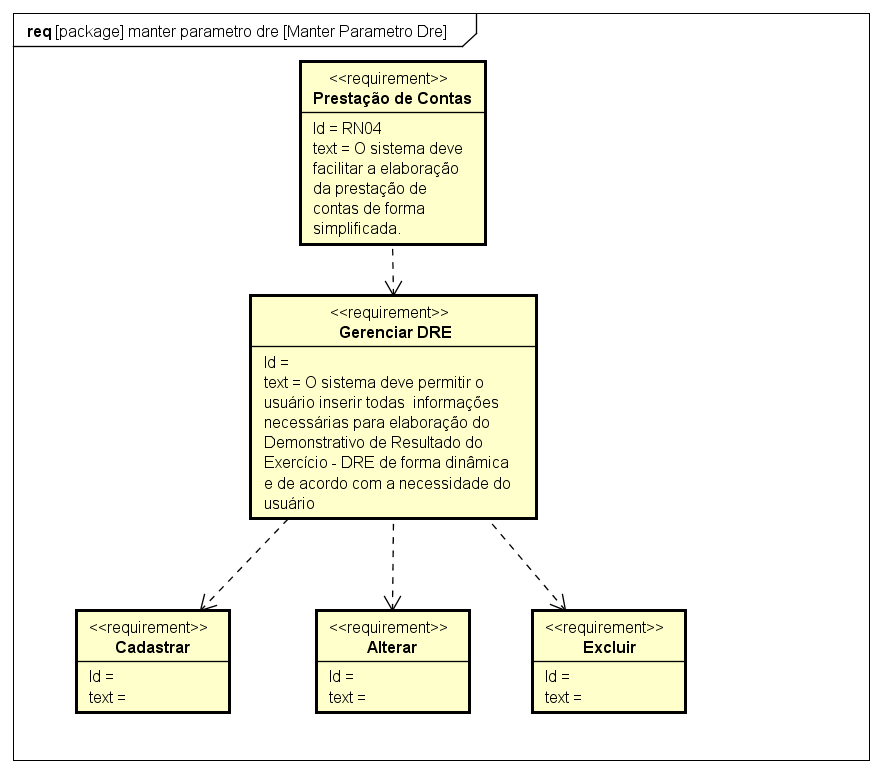 req [package] manter parametro dre [Manter Parametro Dre]
<<requirement>>
Prestação de Contas
Id = RN04
text = O sistema deve
facilitar a elaboração
da prestação de
contas de forma
simplificada.
<<requirement>>
Gerenciar DRE
Id =
text = O sistema deve permitir o
usuário inserir todas  informações
necessárias para elaboração do
Demonstrativo de Resultado do
Exercício - DRE de forma dinâmica
e de acordo com a necessidade do
usuário
<<requirement>>
Cadastrar
Id =
text =
<<requirement>>
Alterar
Id =
text =
<<requirement>>
Excluir
Id =
text =